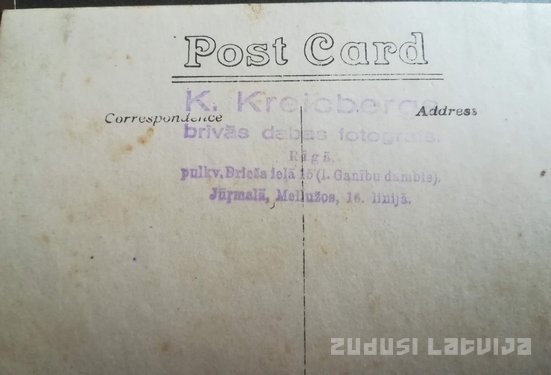 Post Card
Correspondence
Address
K. Kreicbergs
brīvās dabas fotografs.
Rīgā,
pulkv. Brieža ielā 15 (l. Ganību dambis).
Jūrmalā, Mellužos, 16. linijā.
ZUDUSI LATVIJA